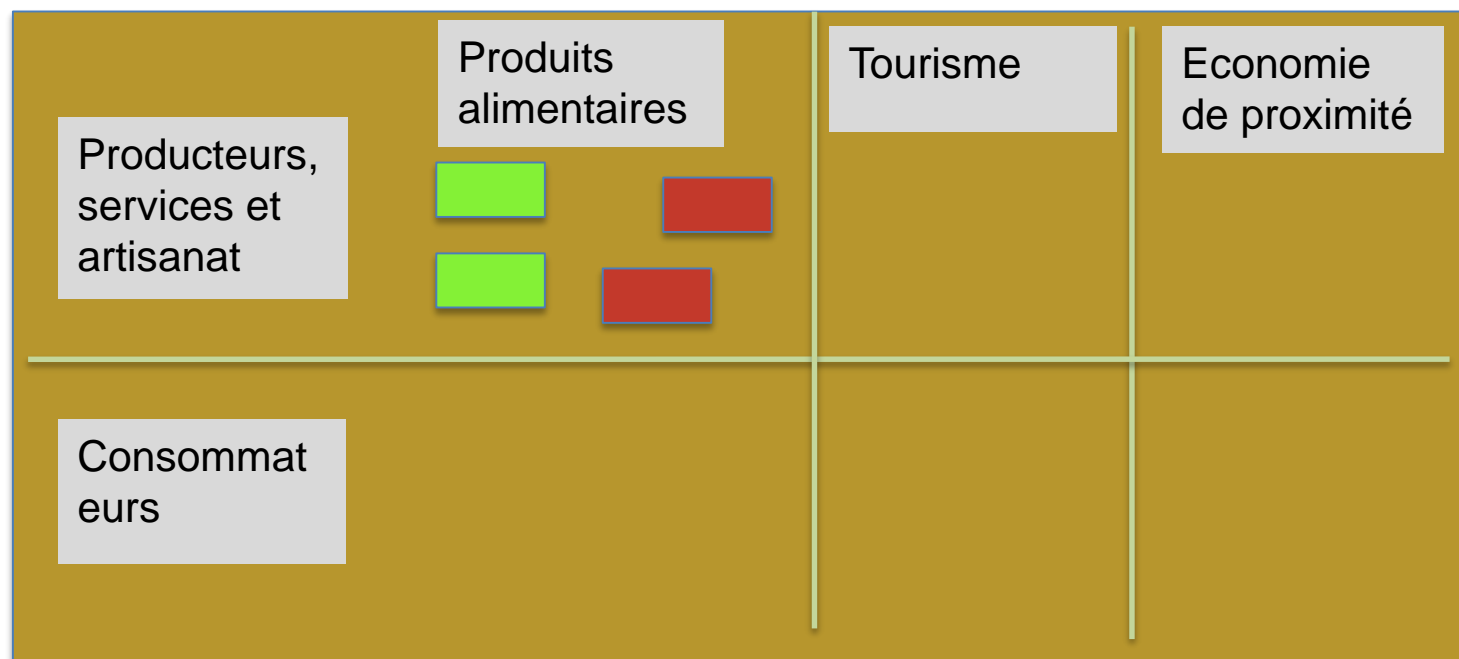 Produits
alimentaires
Tourisme
Economie
de proximité
Producteurs,
services et
artisanat
Consommat
eurs